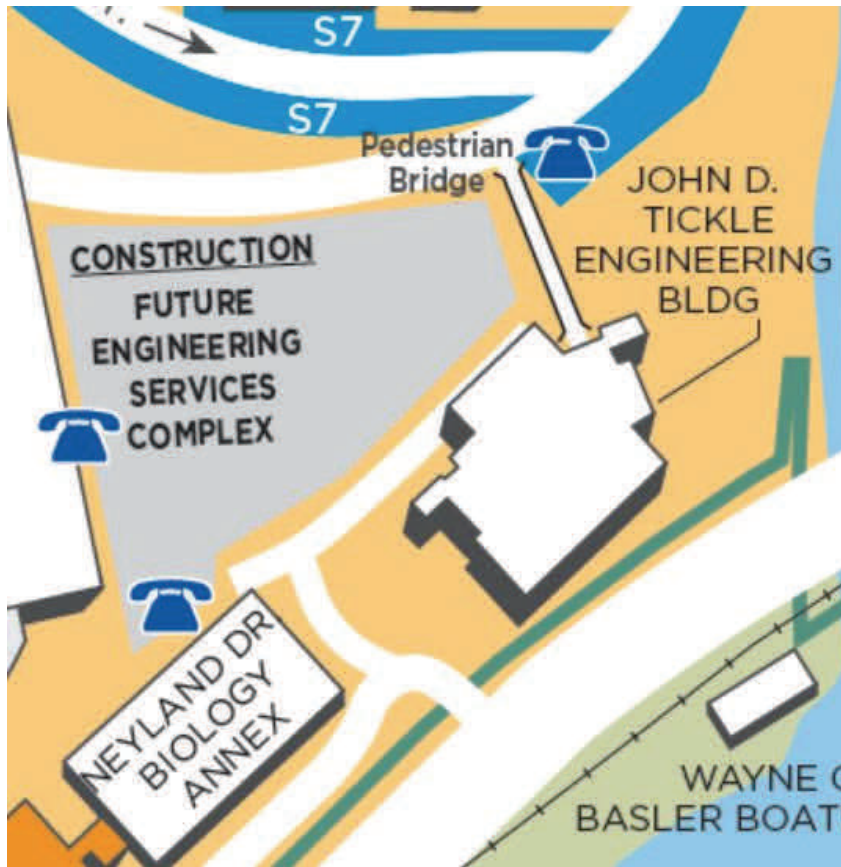 S7
S7
Pedestrian
Bridge
JOHN D.
TICKLE
ENGINEERING
BLDG
CONSTRUCTION
FUTURE
ENGINEERING
SERVICES
COMPLEX
NEYLAND DR
BIOLOGY
ANNEX
WAYNE
BASLER BOAT